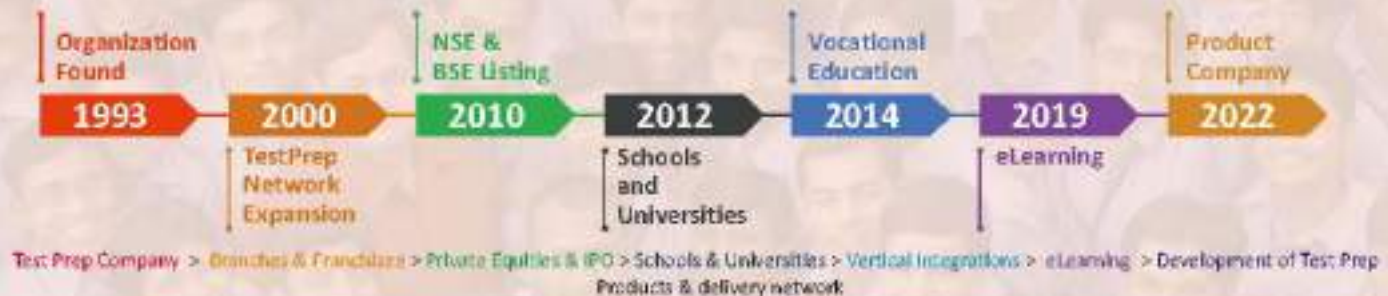 Organization
Found
NSE &
BSE Listing
Vocational
Education
Product
Company
1993
2000
2010
2012
2014
2019
2022
TestPrep
Network
Expansion
Schools
and
Universities
eLearning
Test Prep Company > Branches & Franchisee > Private Equities & IPO > Schools & Universities > Vertical Integrations > eLearning > Development of Test Prep
Products & delivery network